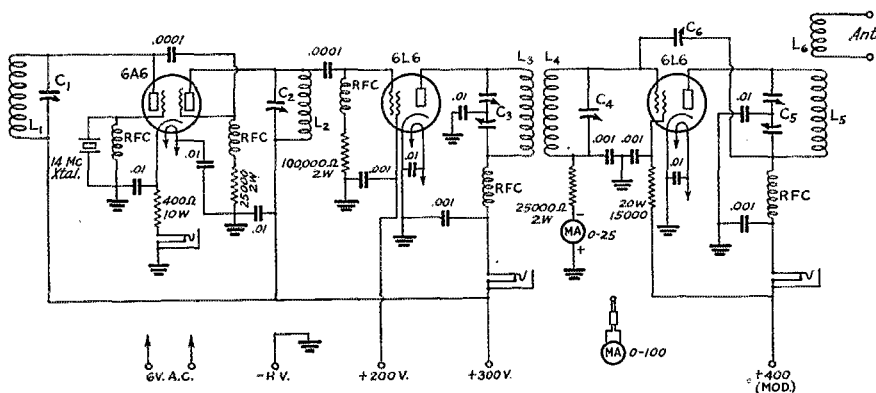 .0001
6A6
C1
L1
RFC
14 MC
Xtal.
.01
400Ω
10W
.01
RFC
25000
2W
.01
C2
L2
.0001
6L6
RFC
100,000Ω
2W
.001
.01
.001
.01
C3
L3
RFC
L4
C4
.001
.001
25000Ω
2W
-
MA
0-25
+
C6
6L6
20W
15000
.01
.01
C5
L5
RFC
.001
L6
Ant
MA
0-100
6V. A.C.
-H V.
+200V.
+300V.
+400
(MOD.)